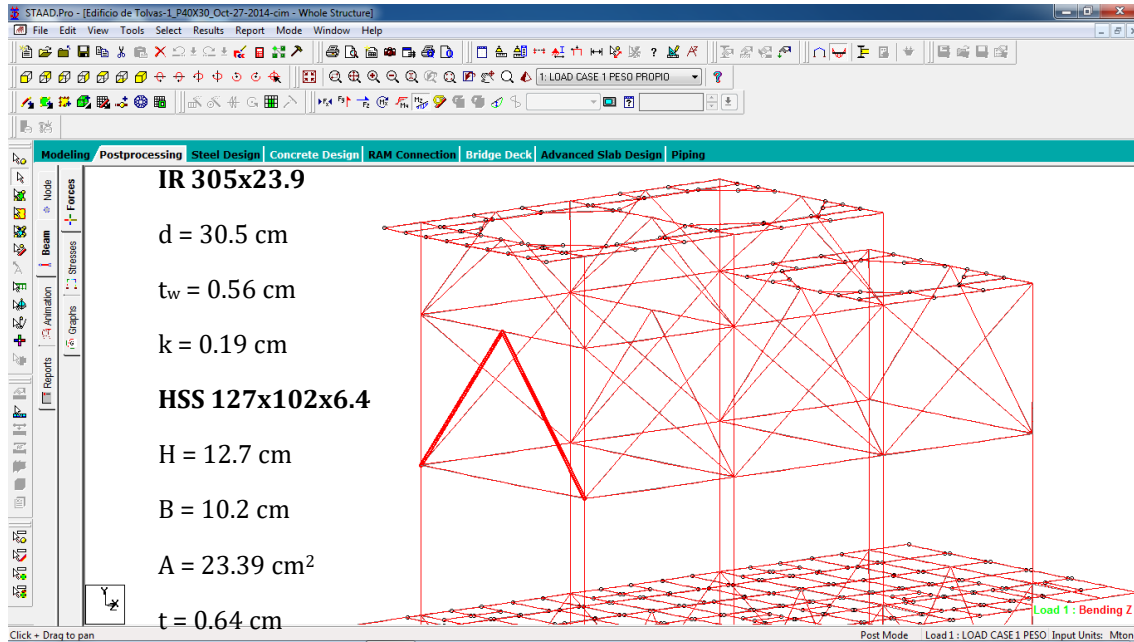 STAAD.Pro - [Edificio de Tolvas-1_P40X30_Oct-27-2014-cim - Whole Structure]
File Edit View Tools Select Results Report Mode Window Help
1: LOAD CASE 1 PESO PROPIO
Modeling Postprocessing Steel Design Concrete Design RAM Connection Bridge Deck Advanced Slab Design Piping
Node
Beam
Animation
Reports
Forces
Stresses
Graphs
IR 305x23.9
d = 30.5 cm
tw = 0.56 cm
k = 0.19 cm
HSS 127x102x6.4
H = 12.7 cm
B = 10.2 cm
A = 23.39 cm²
t = 0.64 cm
Y
X
Z
Load 1 : Bending Z
Click + Drag to pan
Post Mode Load 1 : LOAD CASE 1 PESO Input Units: Mton